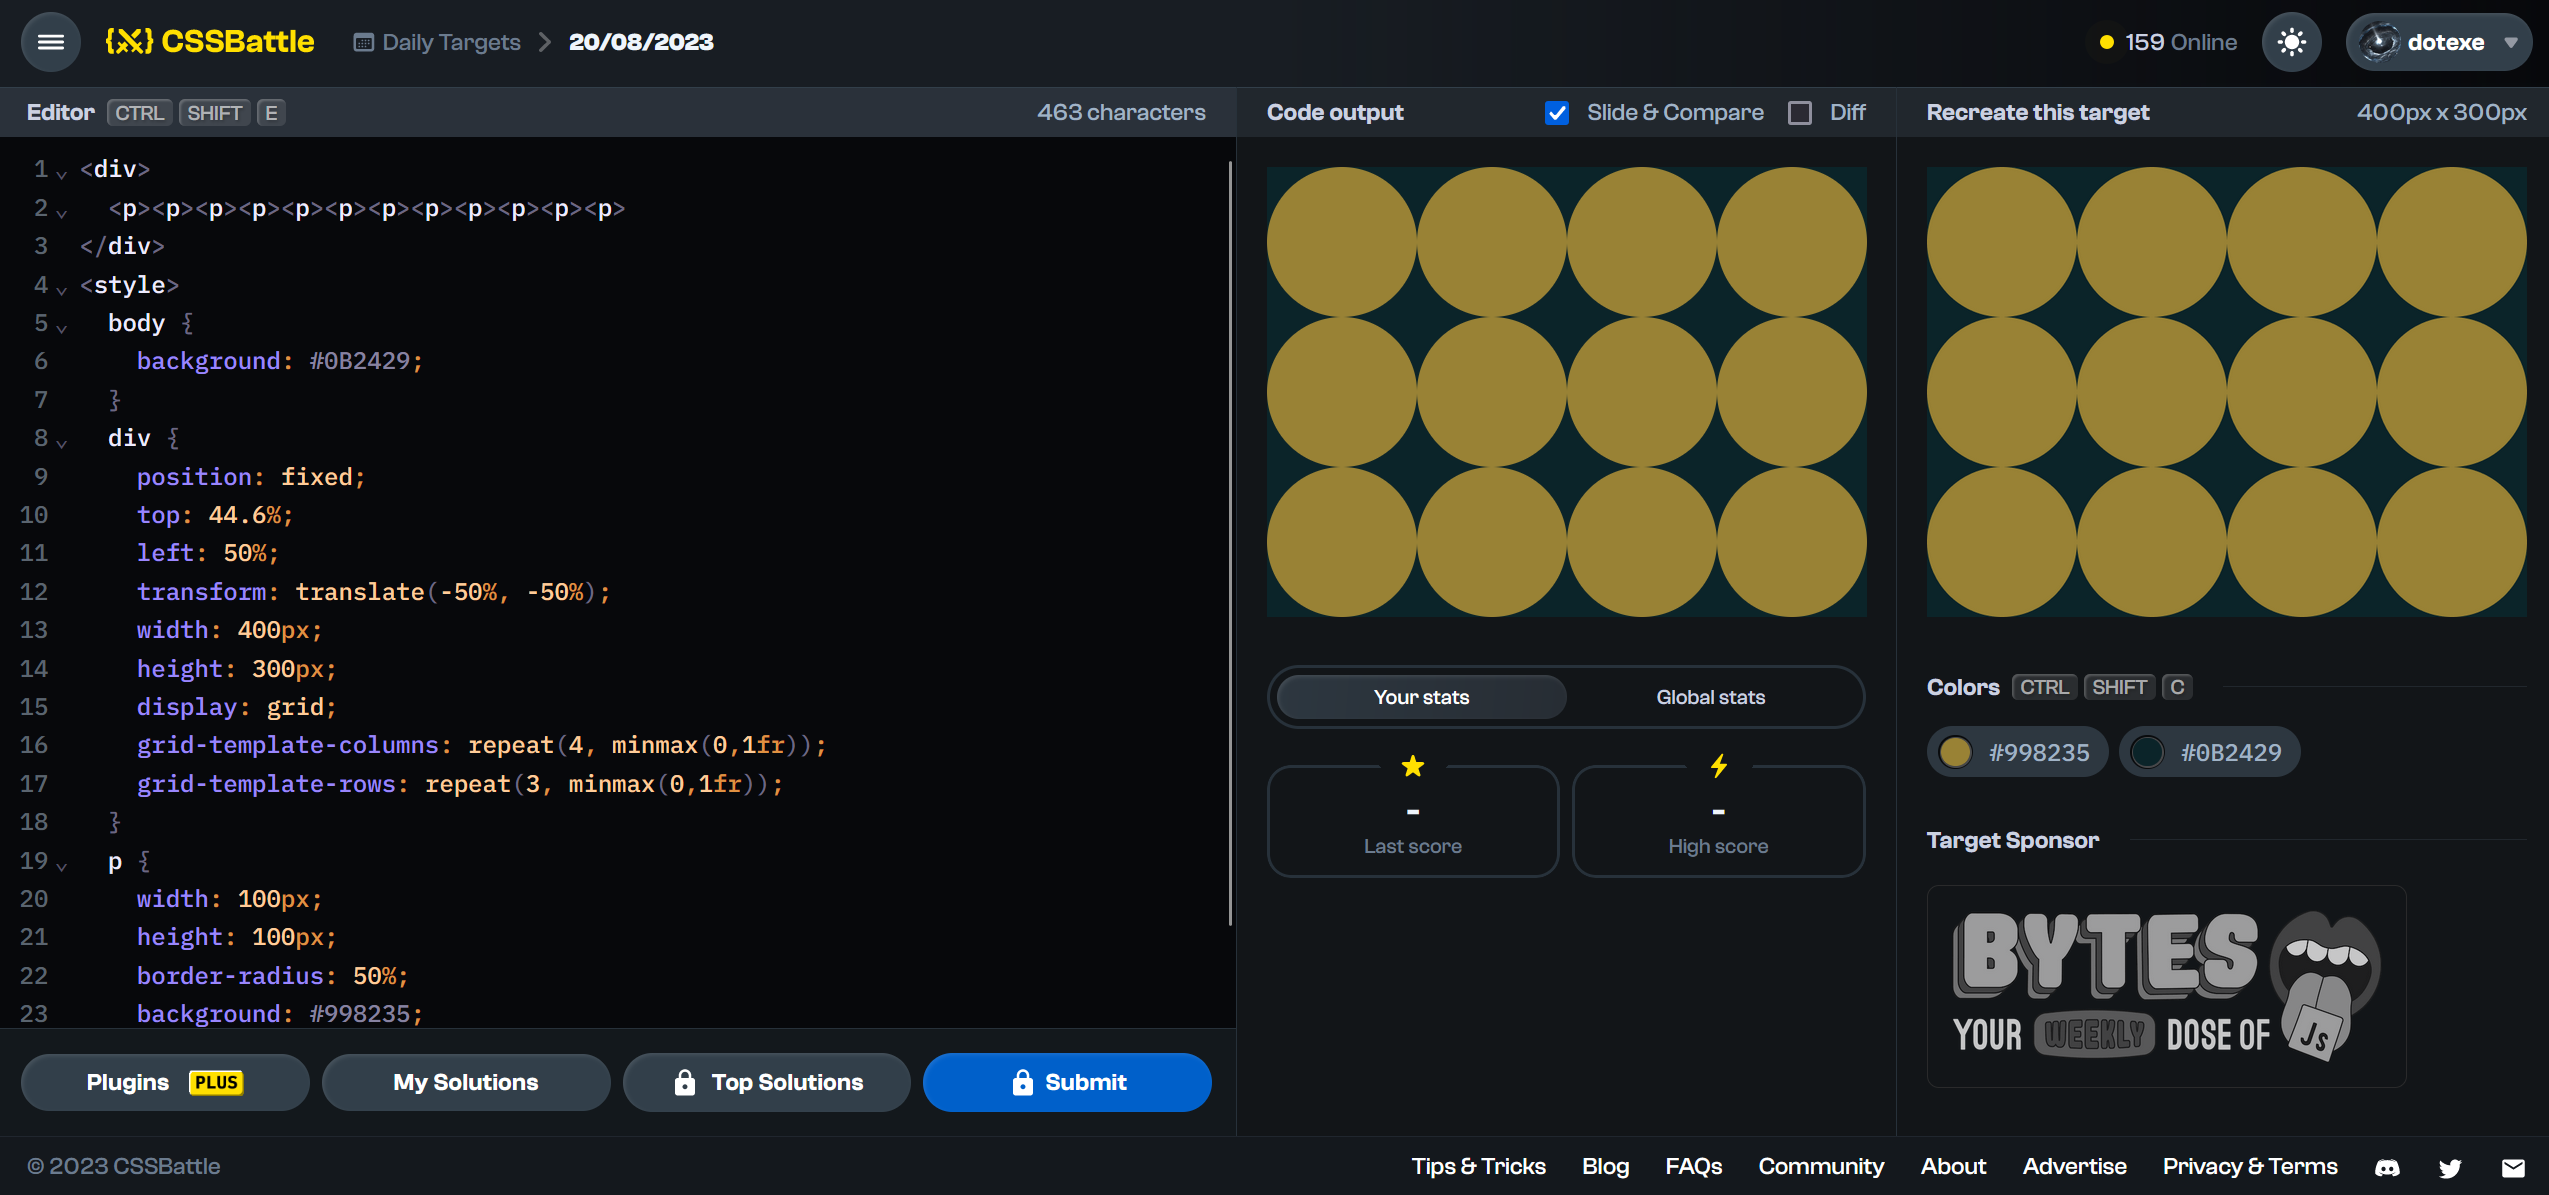 CSSBattle Daily Targets 20/08/2023 159 Online dotexe
Editor CTRL SHIFT E 463 characters Code output Slide & Compare Diff Recreate this target 400px x 300px
1 <div>
2 <p><p><p><p><p><p><p><p><p><p><p><p>
3 </div>
4 <style>
5 body {
6 background: #0B2429;
7 }
8 div {
9 position: fixed;
10 top: 44.6%;
11 left: 50%;
12 transform: translate(-50%, -50%);
13 width: 400px;
14 height: 300px;
15 display: grid;
16 grid-template-columns: repeat(4, minmax(0,1fr));
17 grid-template-rows: repeat(3, minmax(0,1fr));
18 }
19 p {
20 width: 100px;
21 height: 100px;
22 border-radius: 50%;
23 background: #998235;
Plugins PLUS My Solutions Top Solutions Submit
Your stats Global stats
-
Last score
-
High score
Colors CTRL SHIFT C
#998235 #0B2429
Target Sponsor
BYTES
YOUR WEEKLY DOSE OF JS
© 2023 CSSBattle Tips & Tricks Blog FAQs Community About Advertise Privacy & Terms